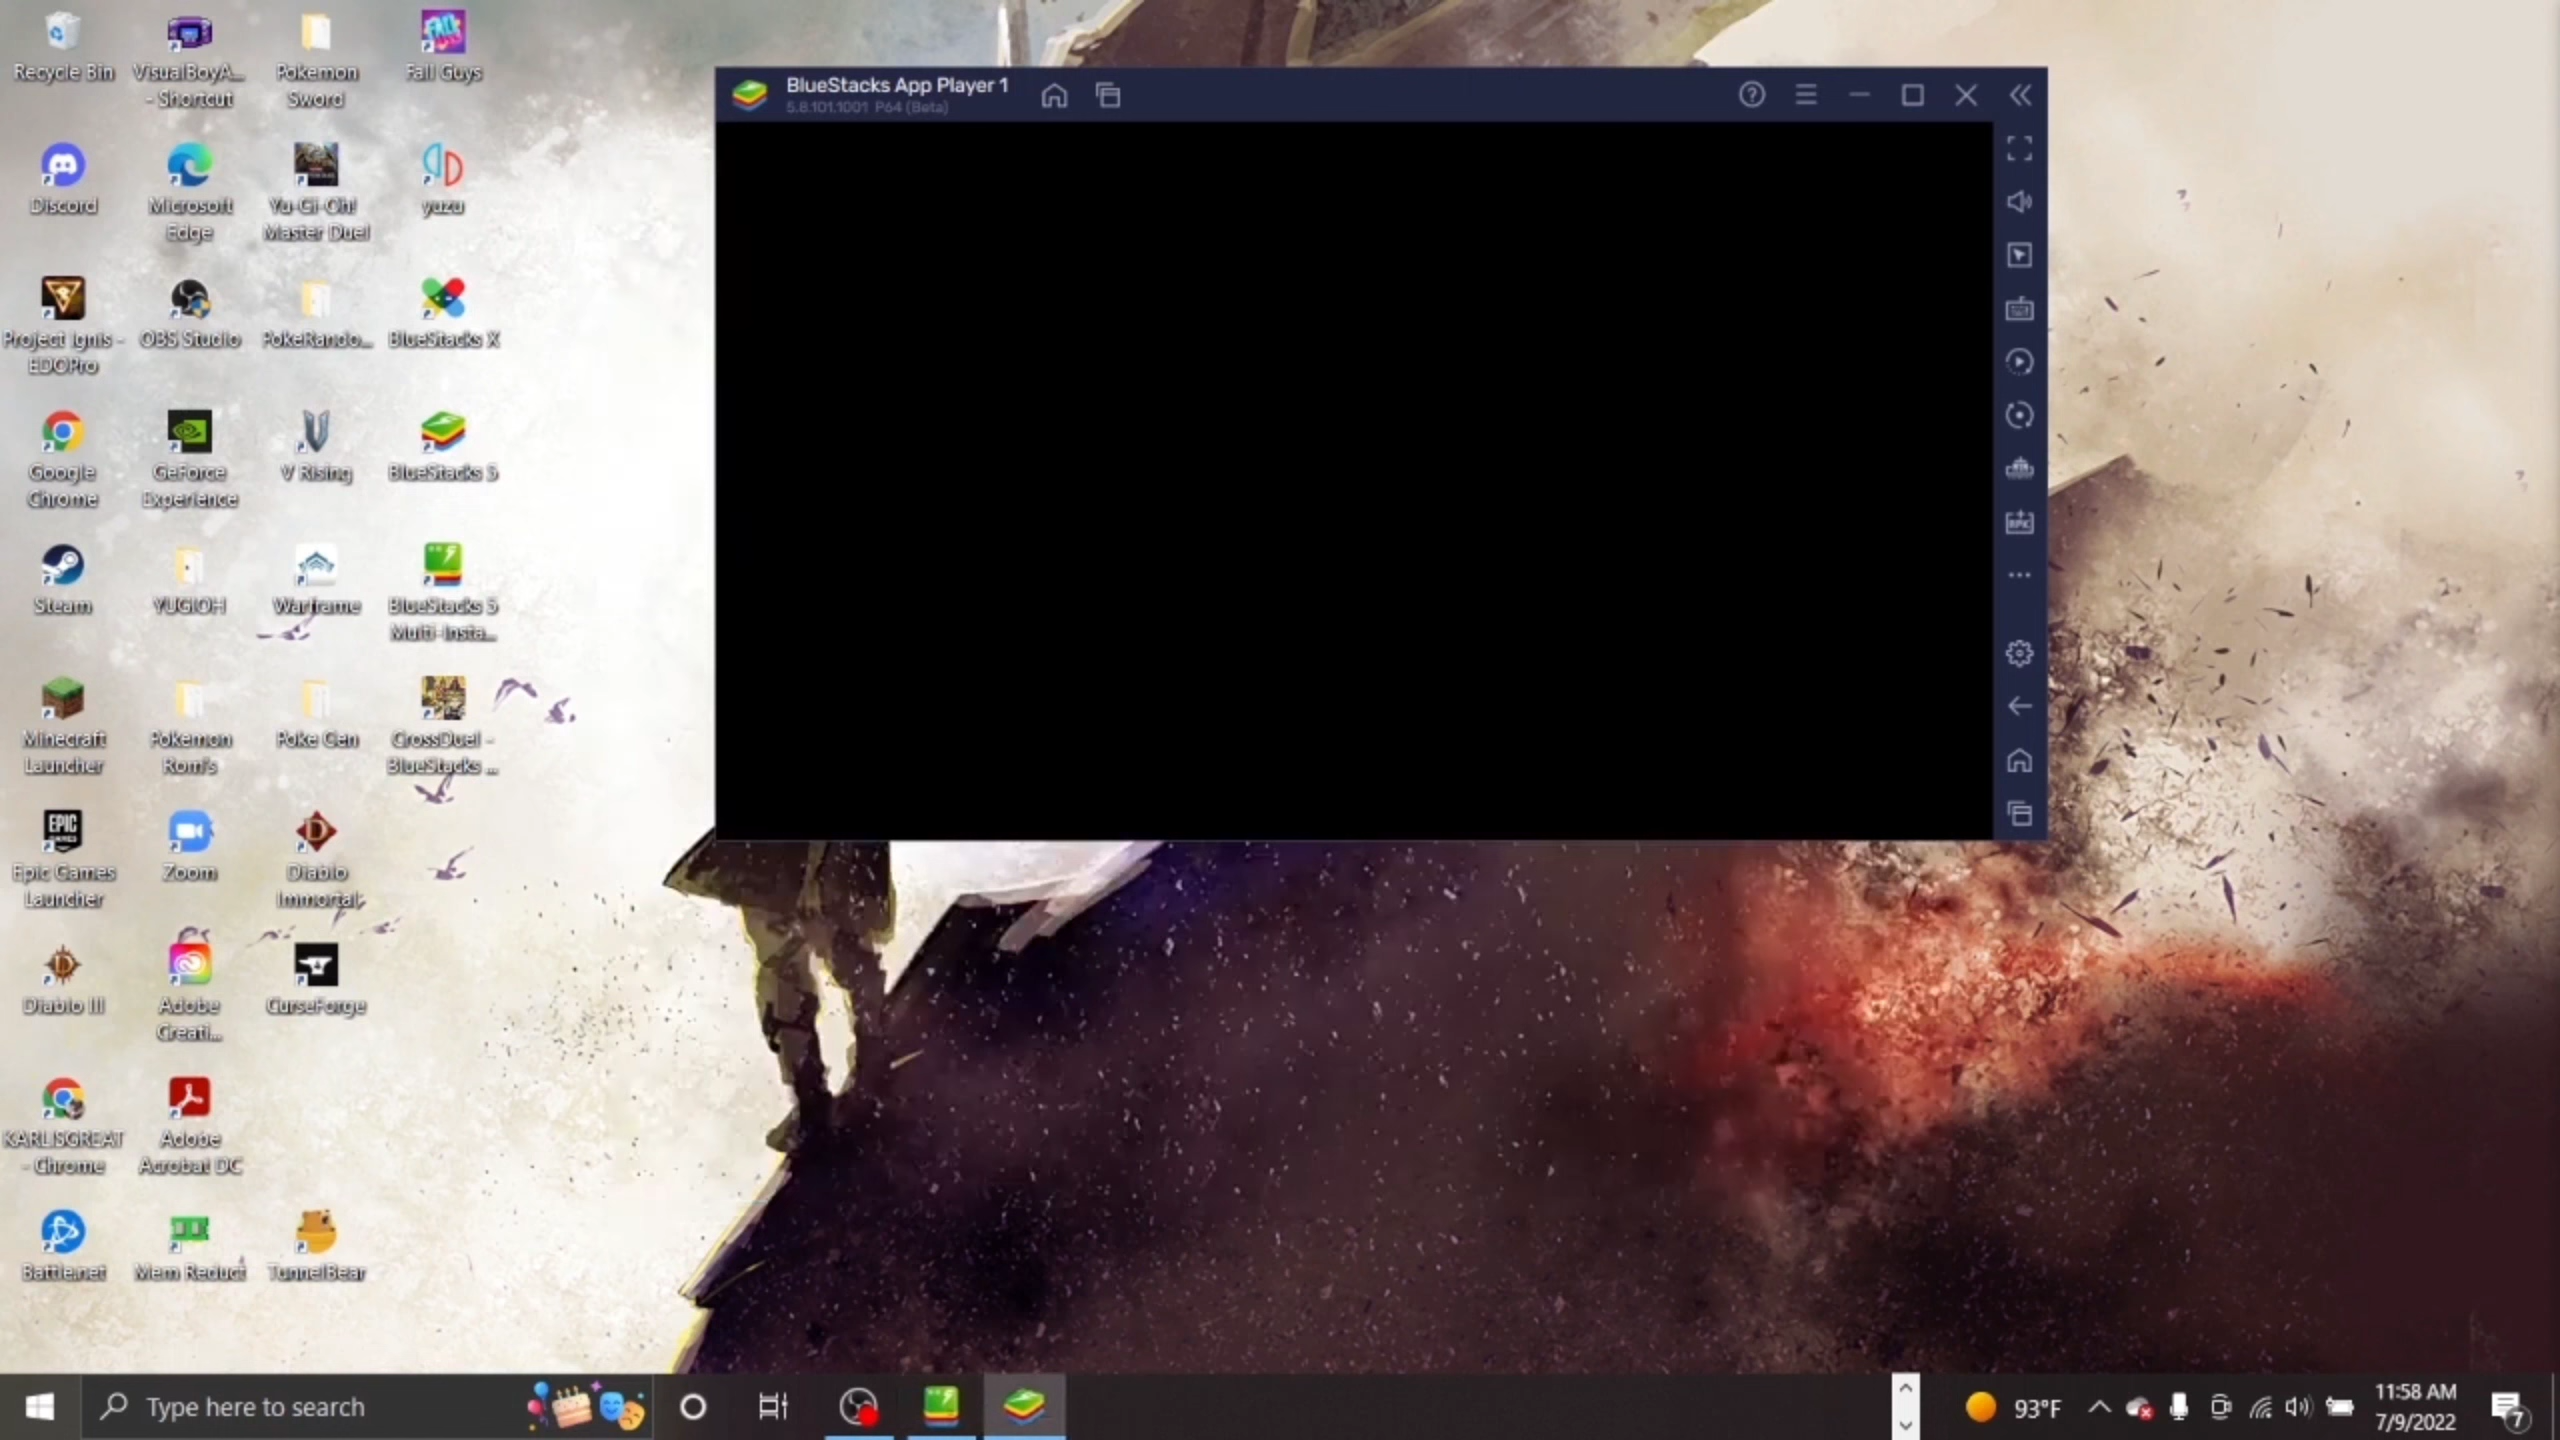 Recycle Bin
VisualBoyA...
- Shortcut
Pokemon
Sword
Fall Guys
Discord
Microsoft
Edge
Yu-Gi-Oh!
Master Duel
yuzu
Project Ignis -
EDOPro
OBS Studio
PokeRando...
BlueStacks X
Google
Chrome
GeForce
Experience
V Rising
BlueStacks 5
Steam
YUGIOH
Warframe
BlueStacks 5
Multi-Insta...
Minecraft
Launcher
Pokemon
Rom's
Poke Gen
CrossDuel -
BlueStacks ...
EPIC
GAMES
Epic Games
Launcher
Zoom
Diablo
Immortal
Diablo III
Adobe
Creati...
CurseForge
KARLISGREAT
- Chrome
Adobe
Acrobat DC
Battle.net
Mem Reduct
TunnelBear
BlueStacks App Player 1
5.8.101.1001 P64 (Beta)
Type here to search
93°F
11:58 AM
7/9/2022
7